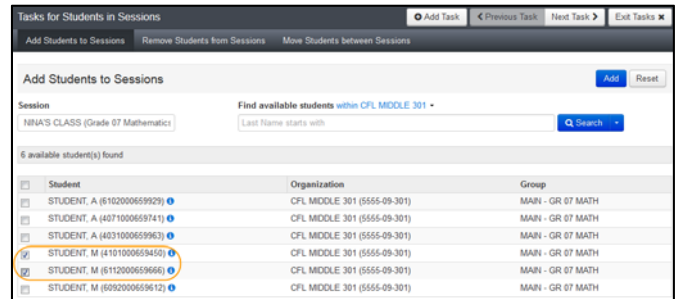 Tasks for Students in Sessions
Add Task
Previous Task
Next Task
Exit Tasks
Add Students to Sessions
Remove Students from Sessions
Move Students between Sessions
Add Students to Sessions
Add
Reset
Session
Find available students within CFL MIDDLE 301
NINA'S CLASS (Grade 07 Mathematics
Last Name starts with
Search
6 available student(s) found
Student Organization Group
STUDENT, A (6102000659929) CFL MIDDLE 301 (5555-09-301) MAIN - GR 07 MATH
STUDENT, A (4071000659741) CFL MIDDLE 301 (5555-09-301) MAIN - GR 07 MATH
STUDENT, A (4031000659963) CFL MIDDLE 301 (5555-09-301) MAIN - GR 07 MATH
STUDENT, M (4101000659450) CFL MIDDLE 301 (5555-09-301) MAIN - GR 07 MATH
STUDENT, M (6112000659666) CFL MIDDLE 301 (5555-09-301) MAIN - GR 07 MATH
STUDENT, M (6092000659612) CFL MIDDLE 301 (5555-09-301) MAIN - GR 07 MATH